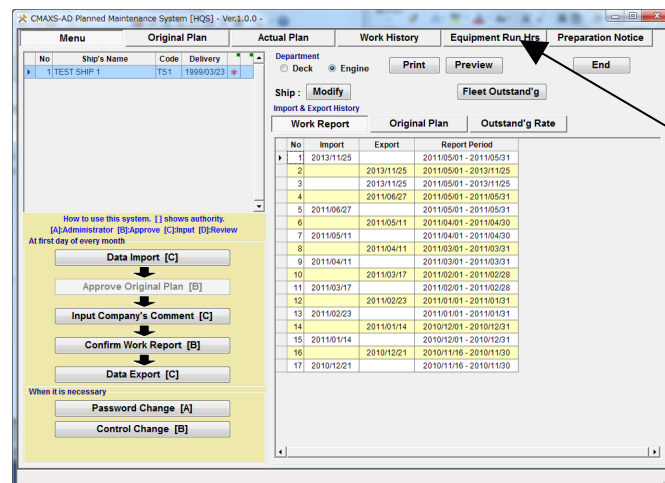 CMAXS-AD Planned Maintenance System [HQS] - Ver.1.0.0 -
Menu Original Plan Actual Plan Work History Equipment Run Hrs Preparation Notice
No Ship's Name Code Delivery * *
1 TEST SHIP 1 TS1 1999/03/23 *
Department
Deck Engine Print Preview End
Ship : Modify Fleet Outstand'g
Import & Export History
Work Report Original Plan Outstand'g Rate
No Import Export Report Period
1 2013/11/25 2011/05/01 - 2011/05/31
2 2013/11/25 2011/05/01 - 2013/11/25
3 2013/11/25 2011/05/01 - 2013/11/25
4 2011/06/27 2011/05/01 - 2011/05/31
5 2011/06/27 2011/05/01 - 2011/05/31
6 2011/05/11 2011/04/01 - 2011/04/30
7 2011/05/11 2011/04/01 - 2011/04/30
8 2011/04/11 2011/03/01 - 2011/03/31
9 2011/04/11 2011/03/01 - 2011/03/31
10 2011/03/17 2011/02/01 - 2011/02/28
11 2011/03/17 2011/02/01 - 2011/02/28
12 2011/02/23 2011/01/01 - 2011/01/31
13 2011/02/23 2011/01/01 - 2011/01/31
14 2011/01/14 2010/12/01 - 2010/12/31
15 2011/01/14 2010/12/01 - 2010/12/31
16 2010/12/21 2010/11/16 - 2010/11/30
17 2010/12/21 2010/11/16 - 2010/11/30
How to use this system. [ ] shows authority.
[A]:Administrator [B]:Approve [C]:Input [D]:Review
At first day of every month
Data Import [C]
Approve Original Plan [B]
Input Company's Comment [C]
Confirm Work Report [B]
Data Export [C]
When it is necessary
Password Change [A]
Control Change [B]